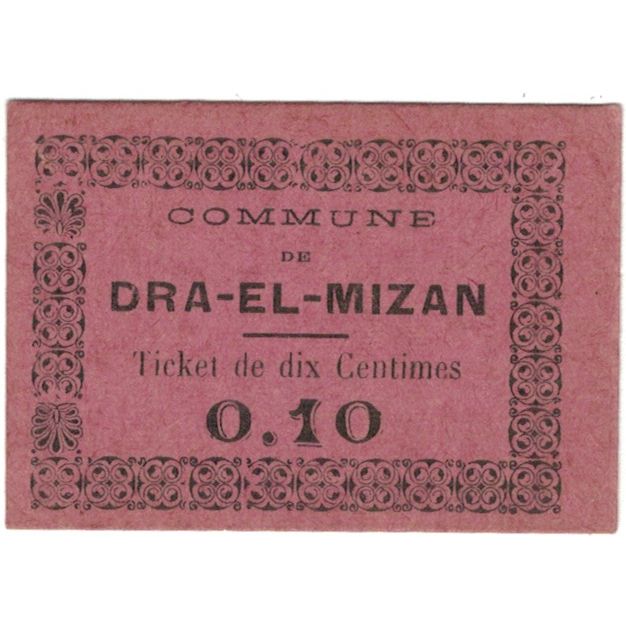 COMMUNE
DE
DRA-EL-MIZAN
Ticket de dix Centimes
0.10